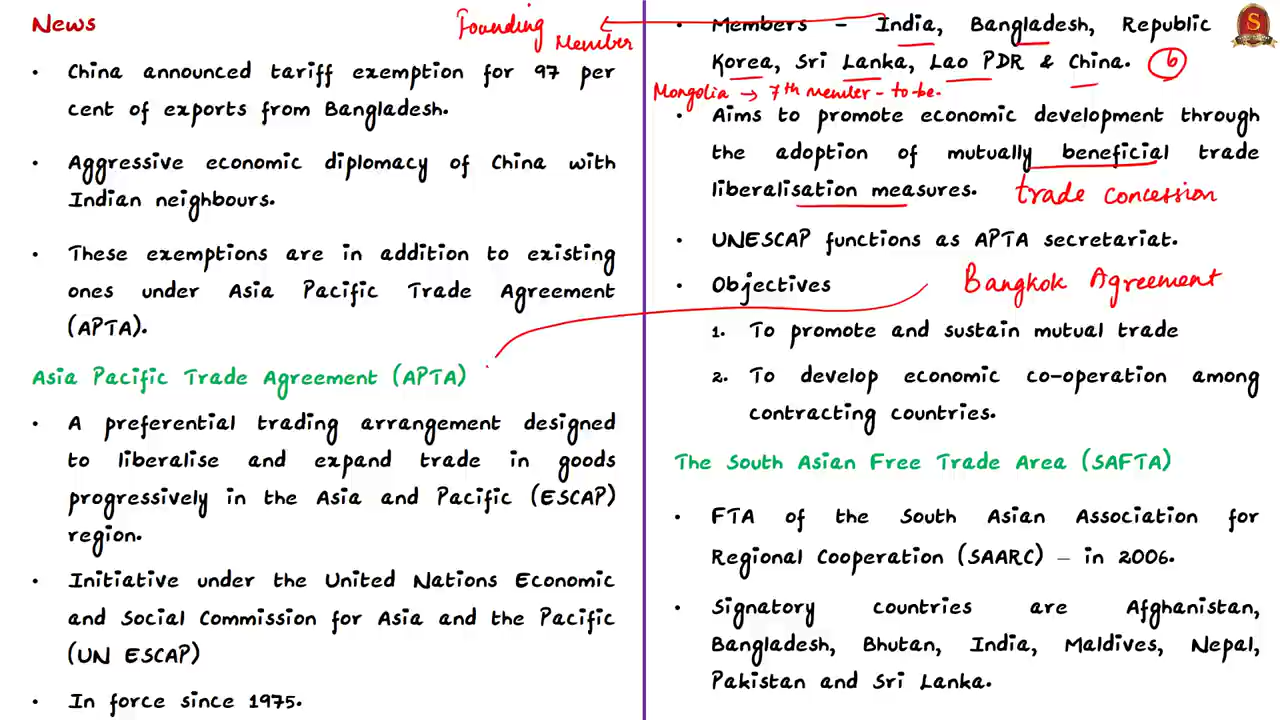 News
• China announced tariff exemption for 97 per
cent of exports from Bangladesh.
• Aggressive economic diplomacy of China with
Indian neighbours.
• These exemptions are in addition to existing
ones under Asia Pacific Trade Agreement
(APTA).
Asia Pacific Trade Agreement (APTA)
• A preferential trading arrangement designed
to liberalise and expand trade in goods
progressively in the Asia and Pacific (ESCAP)
region.
• Initiative under the United Nations Economic
and Social Commission for Asia and the Pacific
(UN ESCAP)
• In force since 1975.
Founding
Member
• Members – India, Bangladesh, Republic
Korea, Sri Lanka, Lao PDR & China. 6
Mongolia → 7th member - to be.
• Aims to promote economic development through
the adoption of mutually beneficial trade
liberalisation measures. trade concession
• UNESCAP functions as APTA secretariat.
• Objectives Bangkok Agreement
1. To promote and sustain mutual trade
2. To develop economic co-operation among
contracting countries.
The South Asian Free Trade Area (SAFTA)
• FTA of the South Asian Association for
Regional Cooperation (SAARC) – in 2006.
• Signatory countries are Afghanistan,
Bangladesh, Bhutan, India, Maldives, Nepal,
Pakistan and Sri Lanka.
S